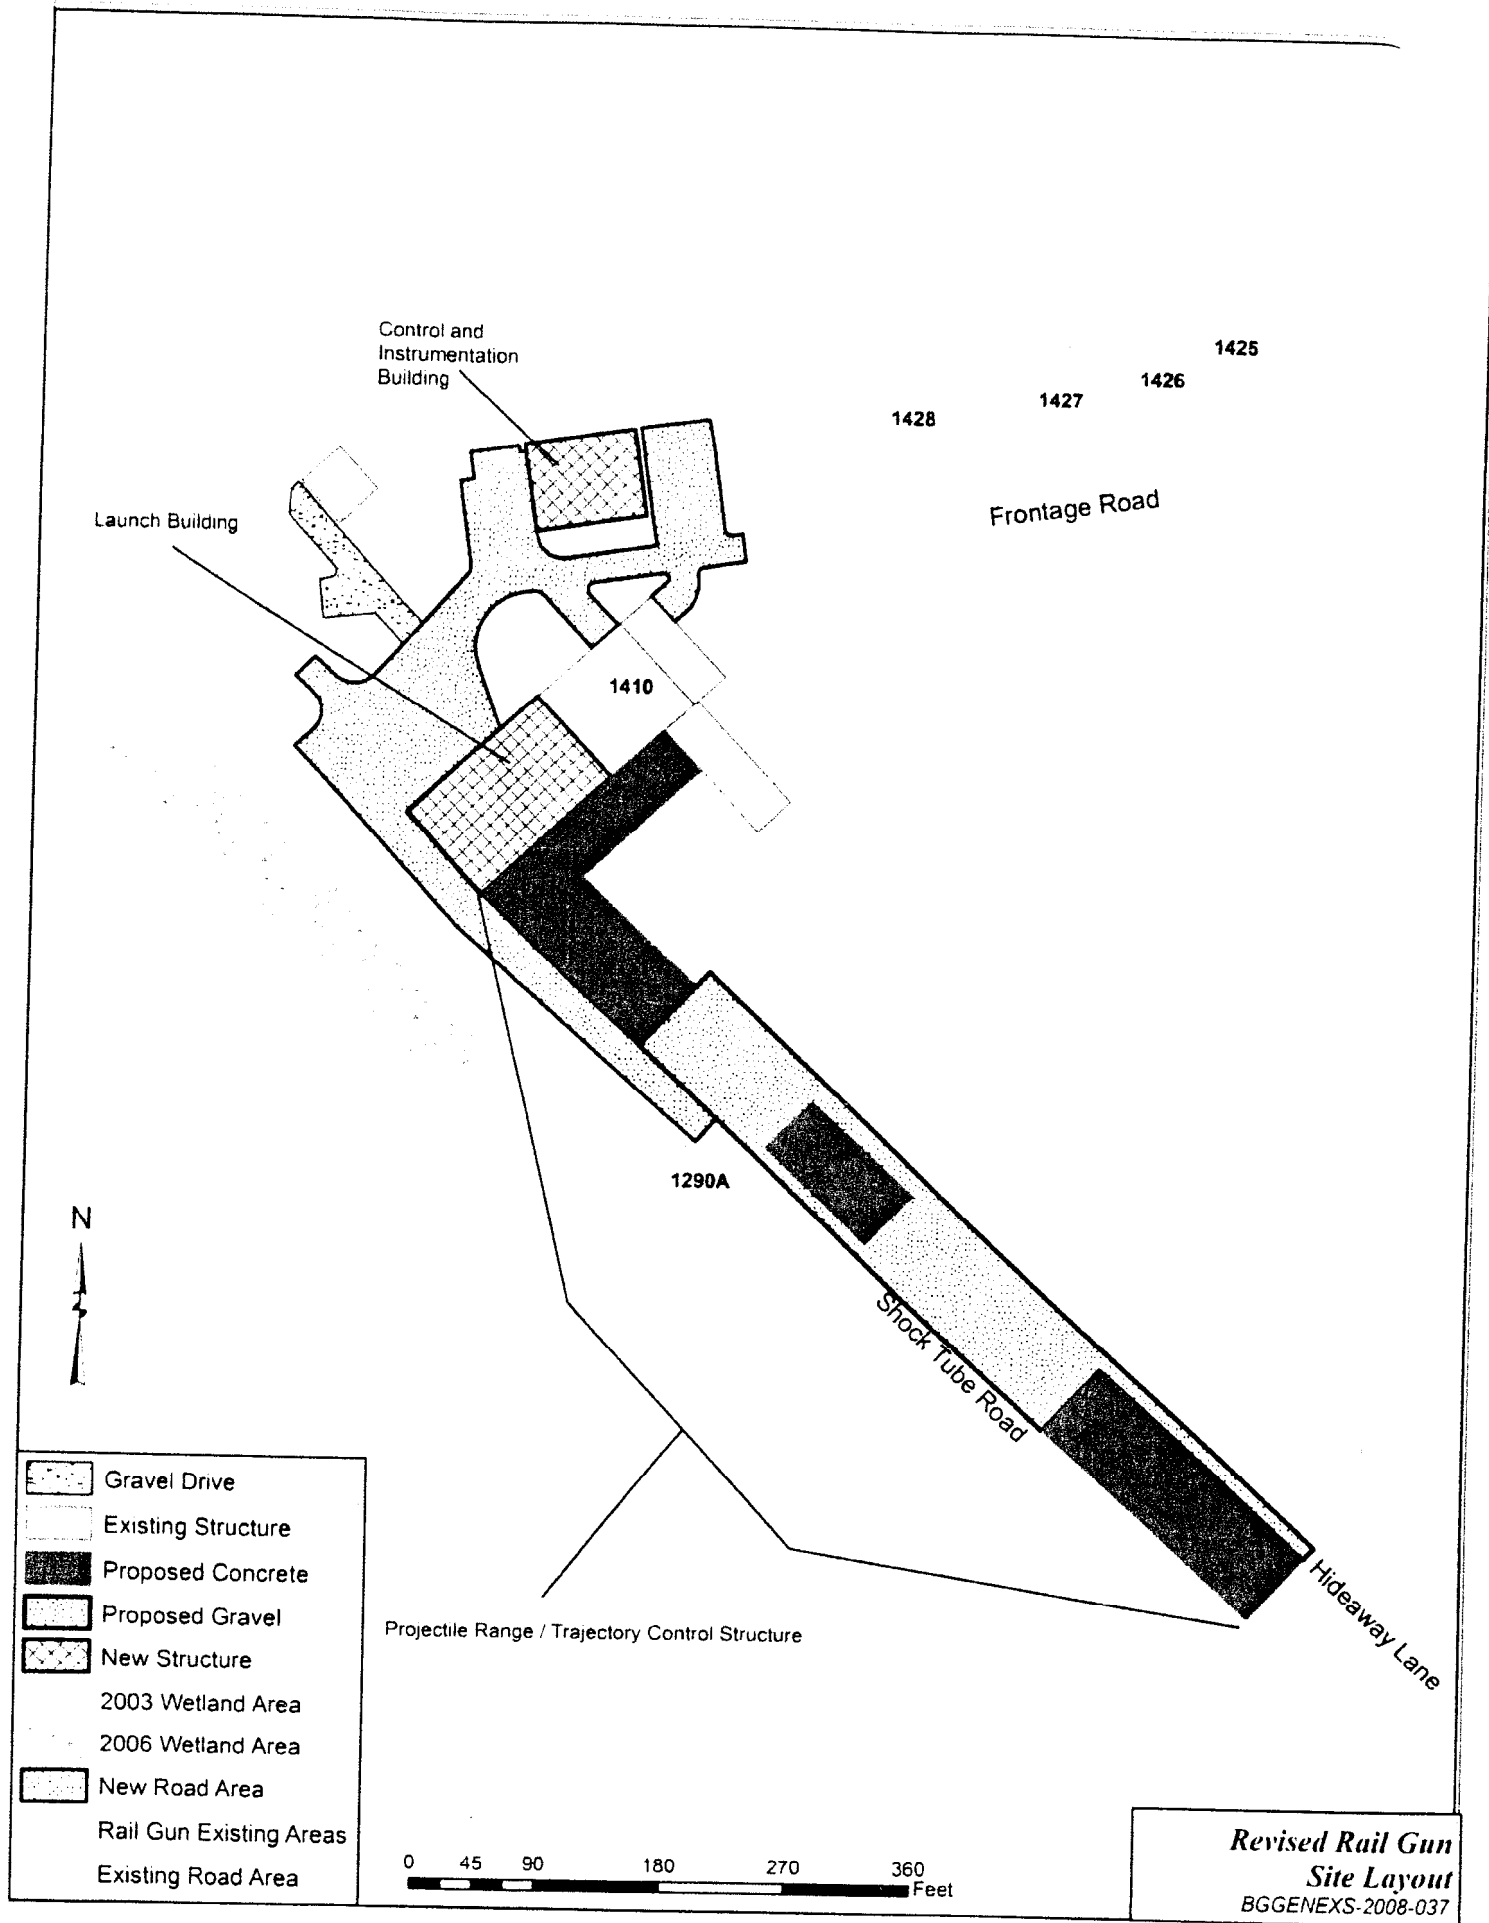 Control and
Instrumentation
Building
1425
1426
1427
1428
Frontage Road
Launch Building
1410
1290A
N
Shock Tube Road
Hideaway Lane
Projectile Range / Trajectory Control Structure
Gravel Drive
Existing Structure
Proposed Concrete
Proposed Gravel
New Structure
2003 Wetland Area
2006 Wetland Area
New Road Area
Rail Gun Existing Areas
Existing Road Area
0 45 90 180 270 360
Feet
Revised Rail Gun
Site Layout
BGGENEXS-2008-037